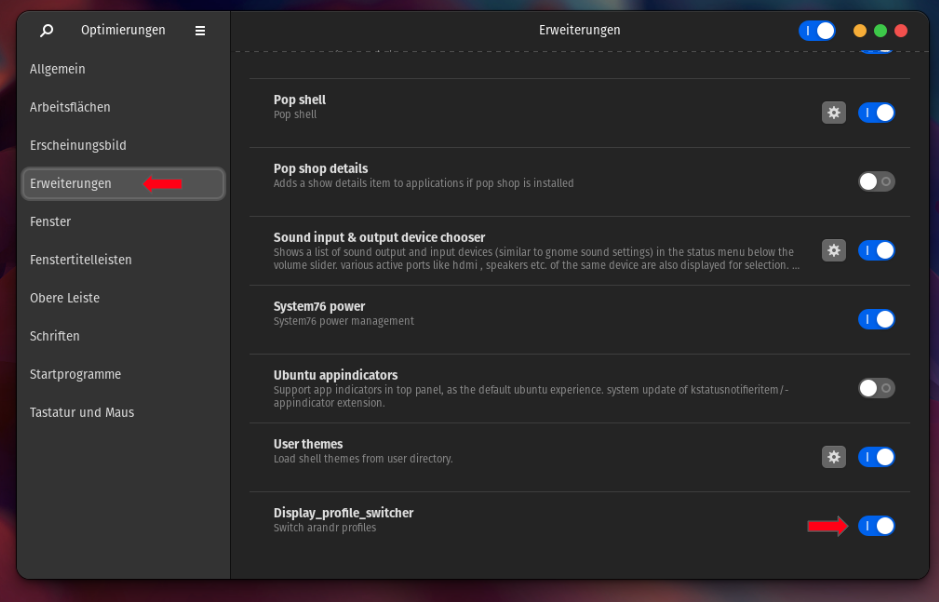 Optimierungen
Erweiterungen
Allgemein
Arbeitsflächen
Erscheinungsbild
Erweiterungen
Fenster
Fenstertitelleisten
Obere Leiste
Schriften
Startprogramme
Tastatur und Maus
Pop shell
Pop shell
Pop shop details
Adds a show details item to applications if pop shop is installed
Sound input & output device chooser
Shows a list of sound output and input devices (similar to gnome sound settings) in the status menu below the
volume slider. various active ports like hdmi , speakers etc. of the same device are also displayed for selection. ...
System76 power
System76 power management
Ubuntu appindicators
Support app indicators in top panel, as the default ubuntu experience. system update of kstatusnotifieritem/-
appindicator extension.
User themes
Load shell themes from user directory.
Display_profile_switcher
Switch arandr profiles